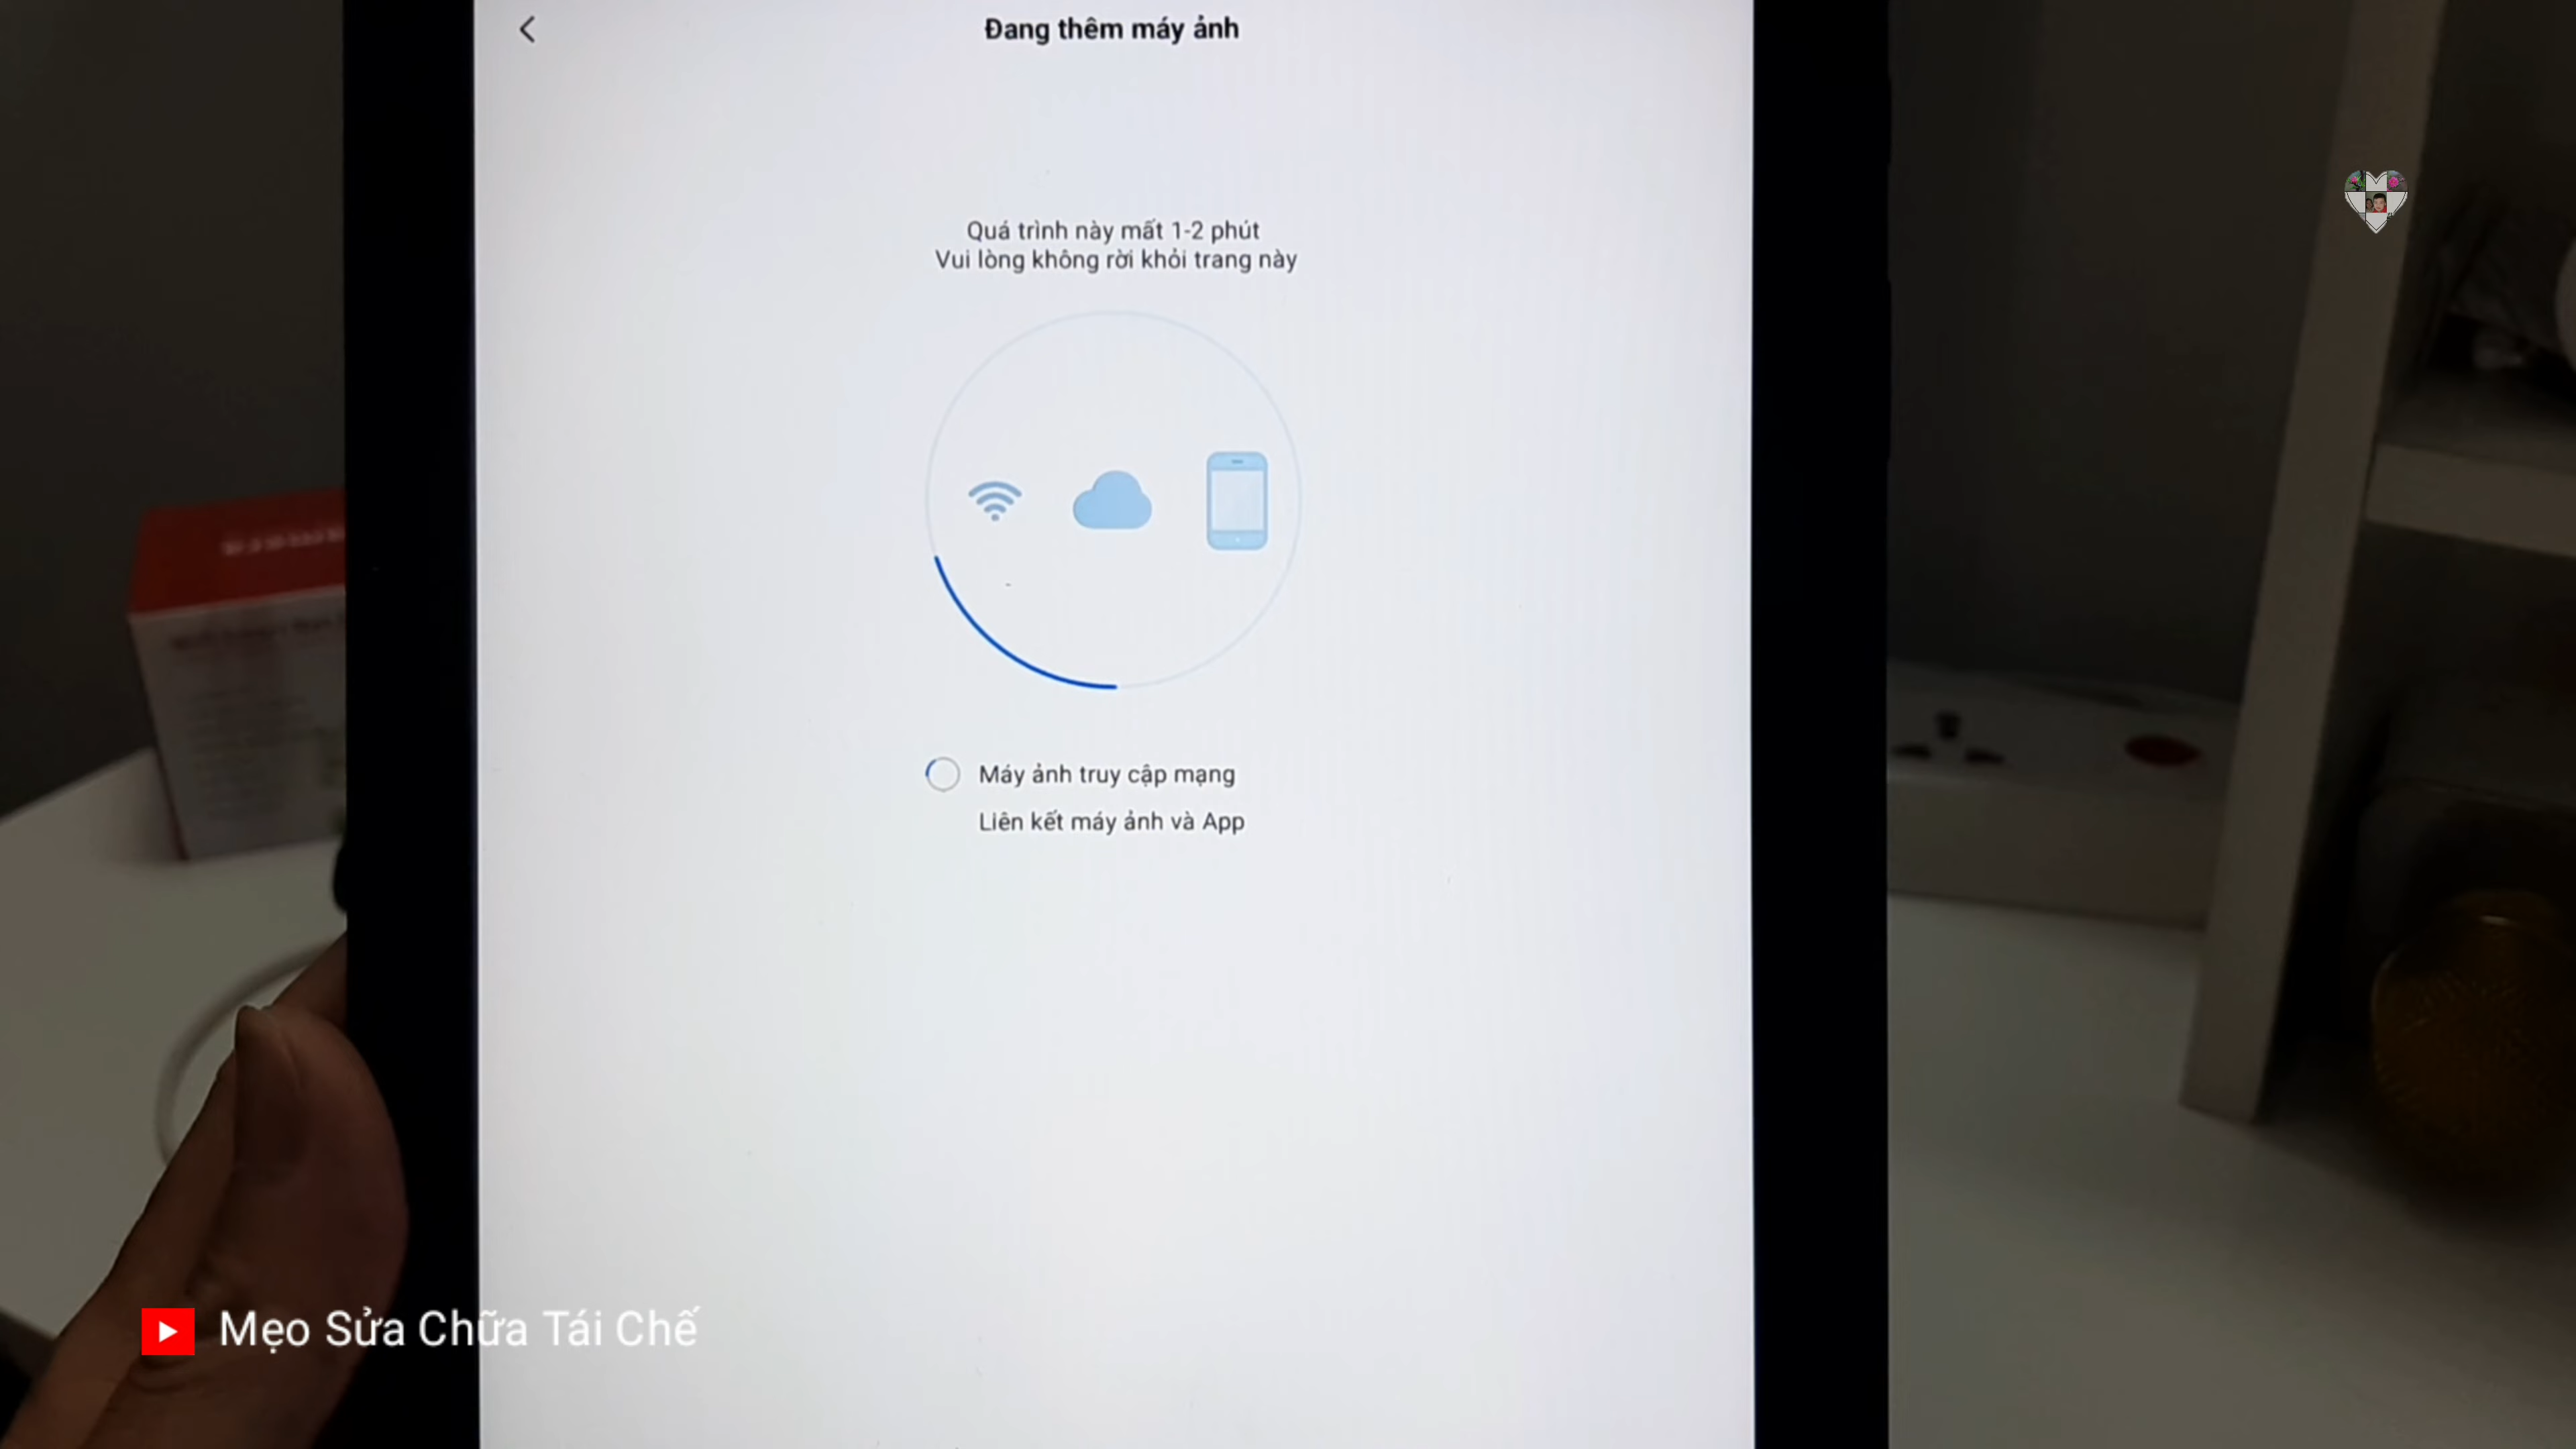 Đang thêm máy ảnh
Quá trình này mất 1-2 phút
Vui lòng không rời khỏi trang này
Máy ảnh truy cập mạng
Liên kết máy ảnh và App
Mẹo Sửa Chữa Tái Chế